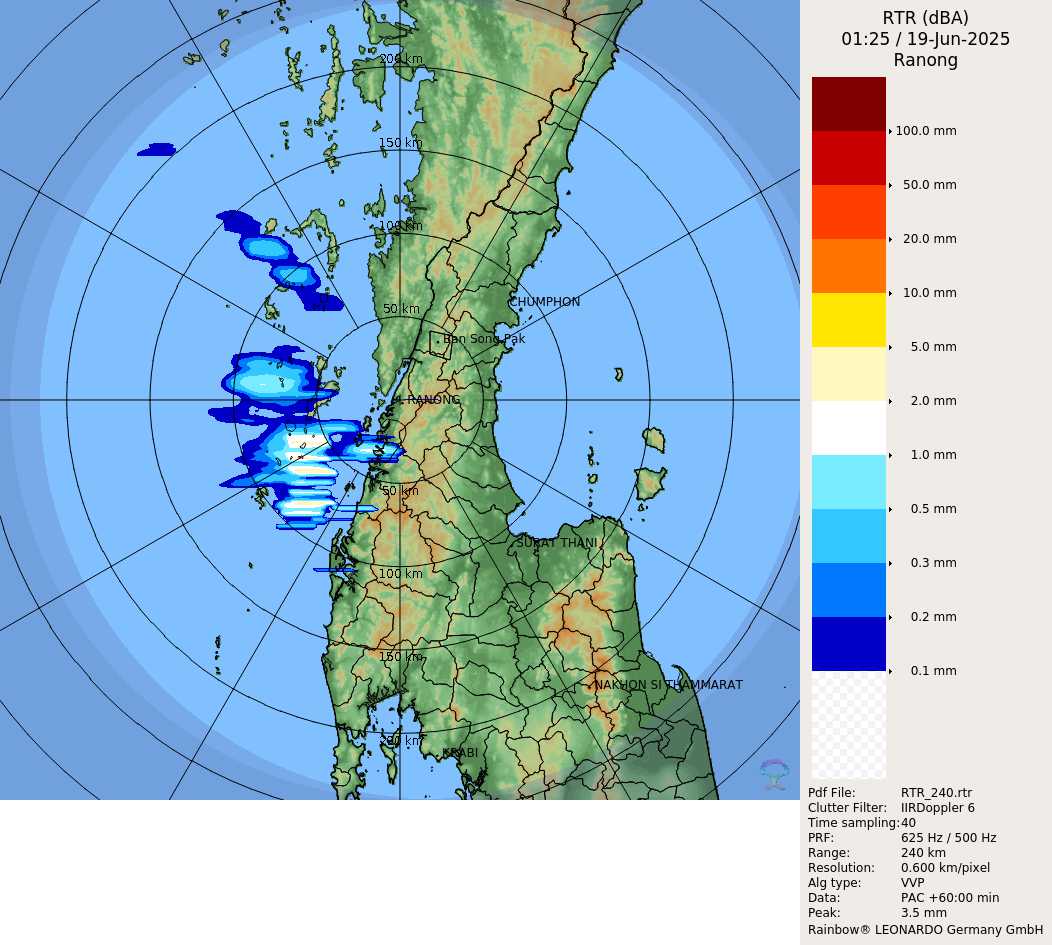 RTR (dBA)
01:25 / 19-Jun-2025
Ranong
100.0 mm
50.0 mm
20.0 mm
10.0 mm
5.0 mm
2.0 mm
1.0 mm
0.5 mm
0.3 mm
0.2 mm
0.1 mm
200 km
150 km
100 km
CHUMPHON
50 km
Ban Song Pak
RANONG
50 km
SURAT THANI
100 km
150 km
NAKHON SI THAMMARAT
200 km
KRABI
Pdf File: RTR_240.rtr
Clutter Filter: IIRDoppler 6
Time sampling:40
PRF: 625 Hz / 500 Hz
Range: 240 km
Resolution: 0.600 km/pixel
Alg type: VVP
Data: PAC +60:00 min
Peak: 3.5 mm
Rainbow® LEONARDO Germany GmbH